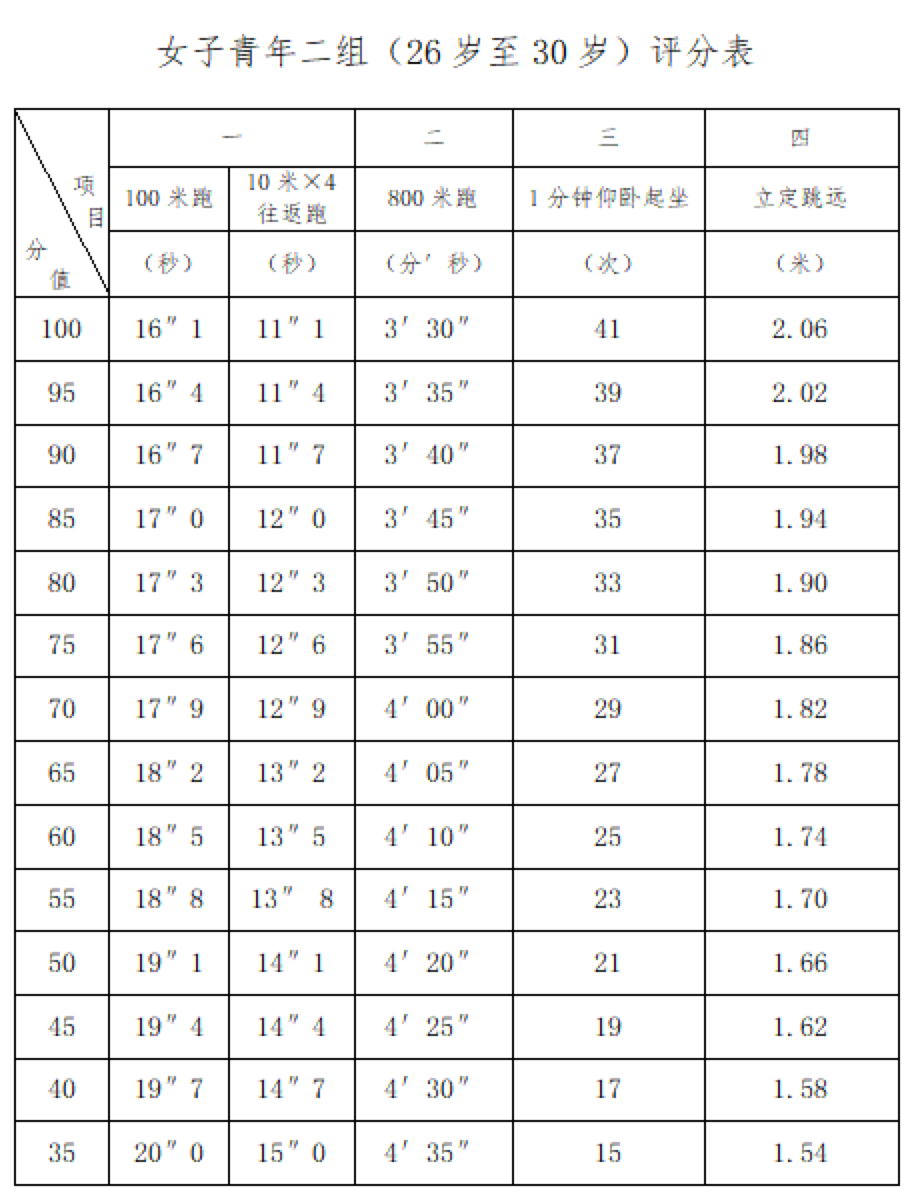 女子青年二组（26岁至30岁）评分表
项目 分值 一 二 三 四
100米跑 10米×4往返跑 800米跑 1分钟仰卧起坐 立定跳远
（秒） （秒） （分′秒） （次） （米）
100 16″1 11″1 3′30″ 41 2.06
95 16″4 11″4 3′35″ 39 2.02
90 16″7 11″7 3′40″ 37 1.98
85 17″0 12″0 3′45″ 35 1.94
80 17″3 12″3 3′50″ 33 1.90
75 17″6 12″6 3′55″ 31 1.86
70 17″9 12″9 4′00″ 29 1.82
65 18″2 13″2 4′05″ 27 1.78
60 18″5 13″5 4′10″ 25 1.74
55 18″8 13″ 8 4′15″ 23 1.70
50 19″1 14″1 4′20″ 21 1.66
45 19″4 14″4 4′25″ 19 1.62
40 19″7 14″7 4′30″ 17 1.58
35 20″0 15″0 4′35″ 15 1.54